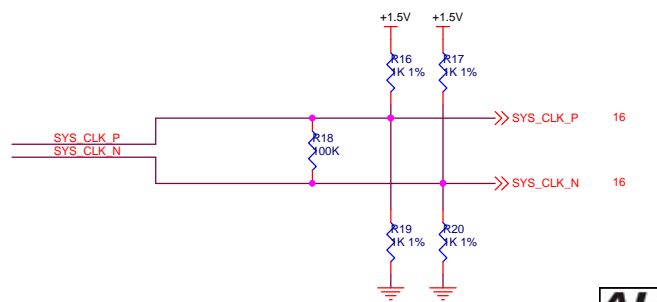 +1.5V +1.5V
R16 R17
1K 1% 1K 1%
SYS_CLK_P 16
SYS_CLK_P
R18
100K
SYS_CLK_N
SYS_CLK_N 16
R19 R20
1K 1% 1K 1%